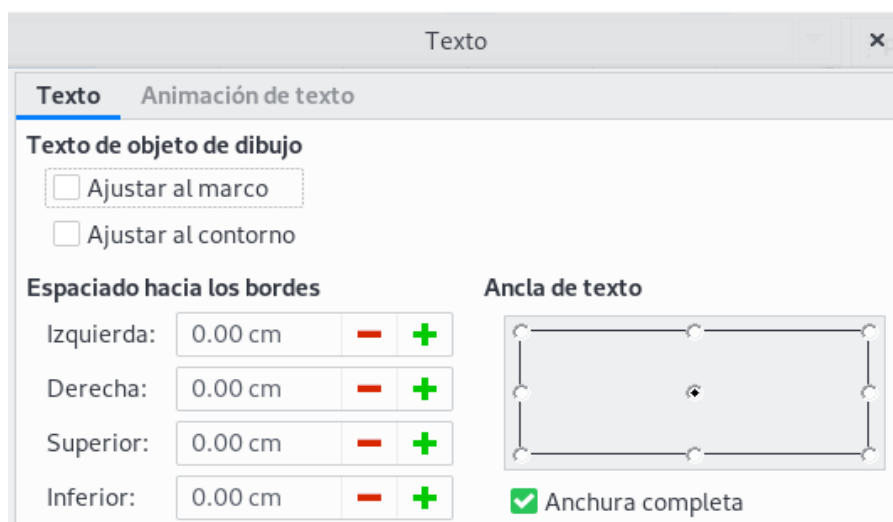 Texto
Texto Animación de texto
Texto de objeto de dibujo
Ajustar al marco
Ajustar al contorno
Espaciado hacia los bordes Ancla de texto
Izquierda: 0.00 cm
Derecha: 0.00 cm
Superior: 0.00 cm
Inferior: 0.00 cm
Anchura completa